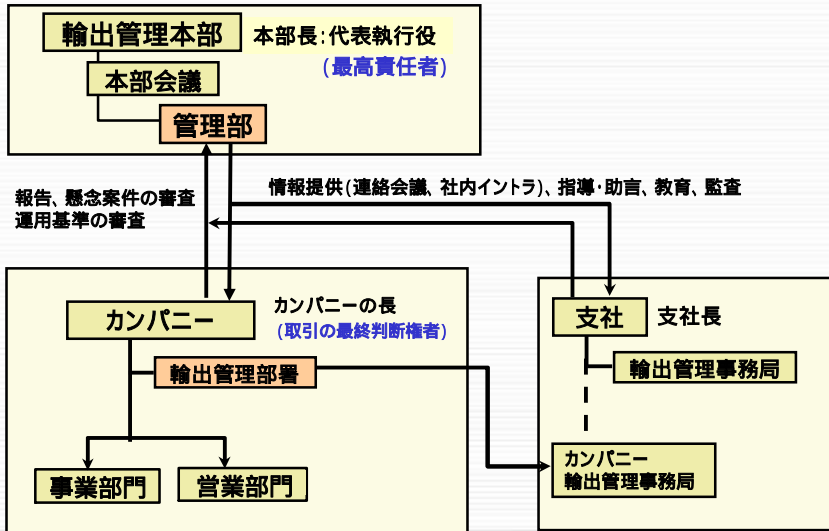 輸出管理本部
本部長:代表執行役
(最高責任者)
本部会議
管理部
報告、懸念案件の審査
運用基準の審査
情報提供(連絡会議、社内イントラ)、指導・助言、教育、監査
カンパニー
カンパニーの長
(取引の最終判断権者)
輸出管理部署
事業部門
営業部門
支社
支社長
輸出管理事務局
カンパニー
輸出管理事務局